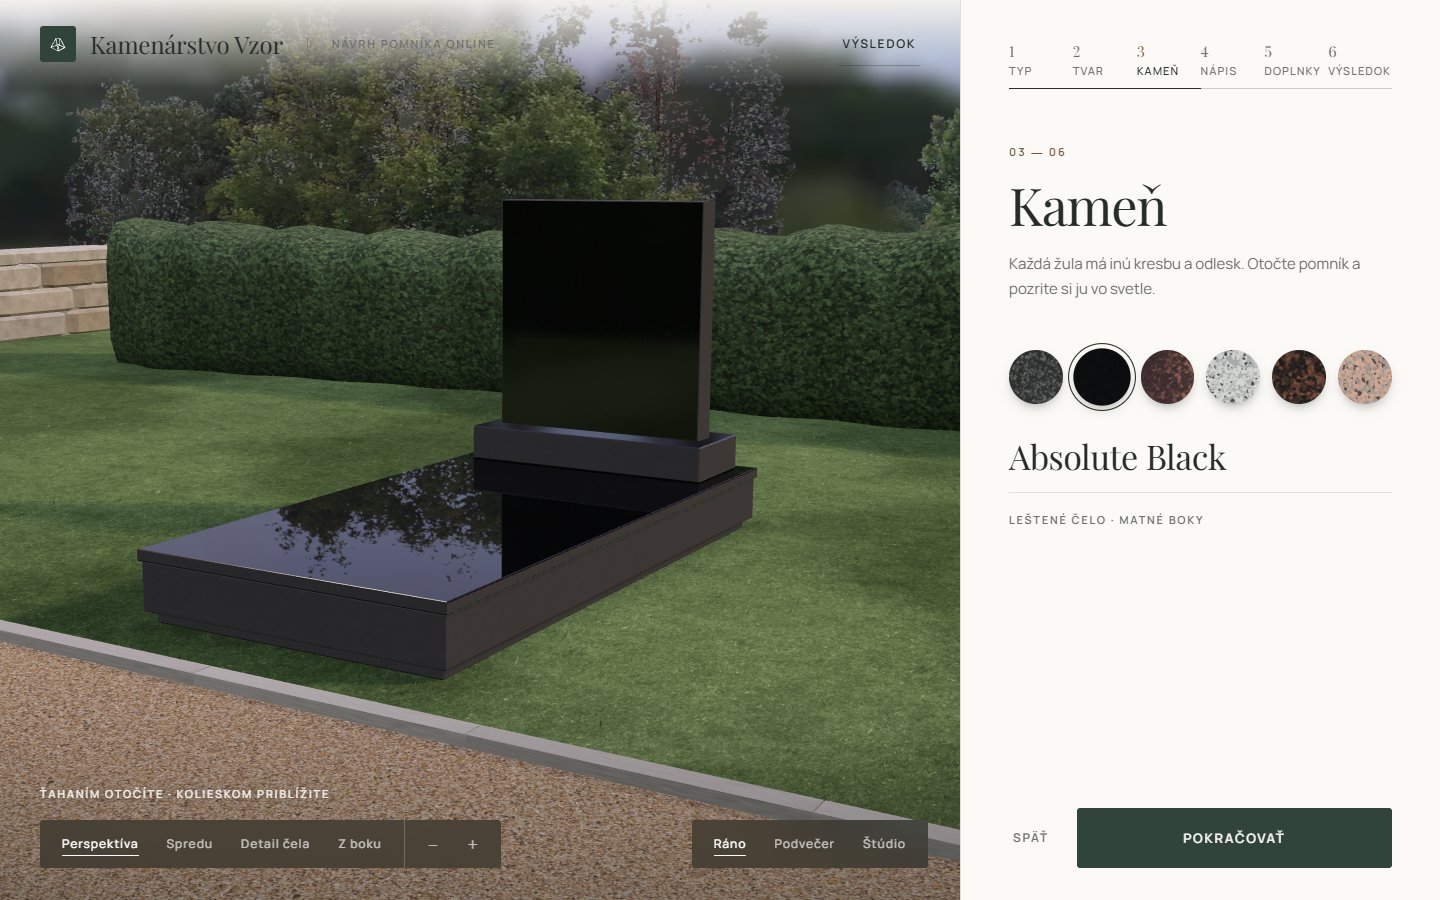 Kamenárstvo Vzor
NÁVRH POMNÍKA ONLINE
VÝSLEDOK
1 2 3 4 5 6
TYP TVAR KAMEŇ NÁPIS DOPLNKY VÝSLEDOK
03 — 06
Kameň
Každá žula má inú kresbu a odlesk. Otočte pomník a
pozrite si ju vo svetle.
Absolute Black
LEŠTENÉ ČELO · MATNÉ BOKY
ŤAHANÍM OTOČÍTE · KOLIESKOM PRIBLÍŽITE
Perspektíva Spredu Detail čela Z boku – +
Ráno Podvečer Štúdio
SPÄŤ
POKRAČOVAŤ